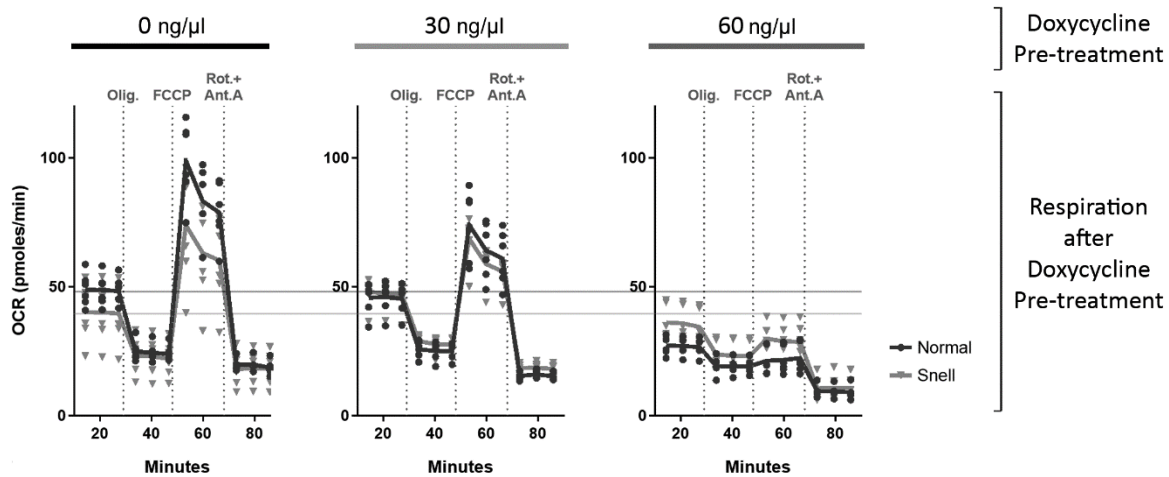 0 ng/µl
30 ng/µl
60 ng/µl
Doxycycline
Pre-treatment
Olig.
FCCP
Rot.+
Ant.A
Olig.
FCCP
Rot.+
Ant.A
Olig.
FCCP
Rot.+
Ant.A
OCR (pmoles/min)
100
50
0
20 40 60 80
Minutes
100
50
0
20 40 60 80
Minutes
100
50
0
20 40 60 80
Minutes
Normal
Snell
Respiration
after
Doxycycline
Pre-treatment